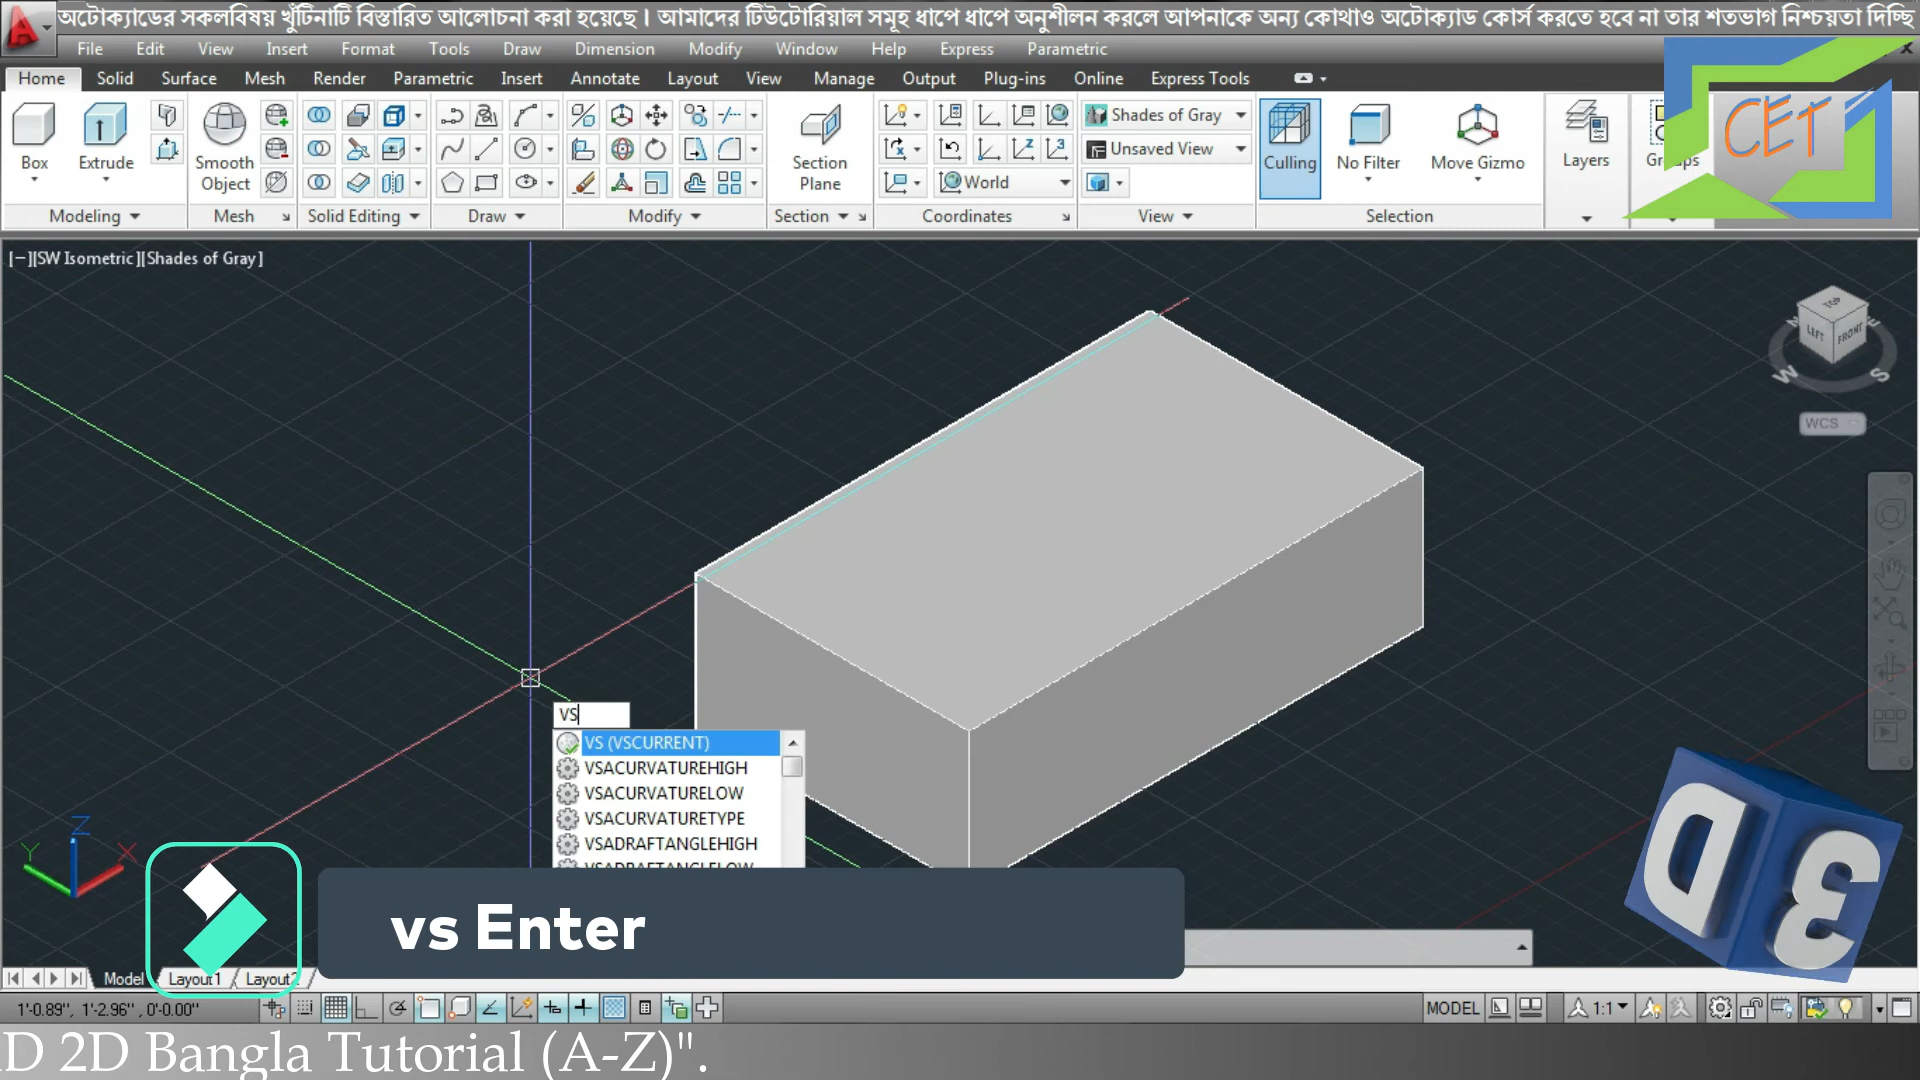 অটোক্যাডের সকলবিষয় খুঁটিনাটি বিস্তারিত আলোচনা করা হয়েছে। আমাদের টিউটোরিয়াল সমূহ ধাপে ধাপে অনুশীলন করলে আপনাকে অন্য কোথাও অটোক্যাড কোর্স করতে হবে না তার শতভাগ নিশ্চয়তা দিচ্ছি
File Edit View Insert Format Tools Draw Dimension Modify Window Help Express Parametric
Home Solid Surface Mesh Render Parametric Insert Annotate Layout View Manage Output Plug-ins Online Express Tools
Box Extrude Smooth Object Section Plane
Shades of Gray
Unsaved View
World
Culling No Filter Move Gizmo Layers
CET
Modeling Mesh Solid Editing Draw Modify Section Coordinates View Selection
[−][SW Isometric][Shades of Gray]
TOP
LEFT FRONT
W S
WCS
VS
VS (VSCURRENT)
VSACURVATUREHIGH
VSACURVATURELOW
VSACURVATURETYPE
VSADRAFTANGLEHIGH
VSADRAFTANGLELOW
Z
Y X
vs Enter
3D
Model Layout1 Layout2
1'-0.89", 1'-2.96", 0'-0.00"
MODEL 1:1
D 2D Bangla Tutorial (A-Z)".